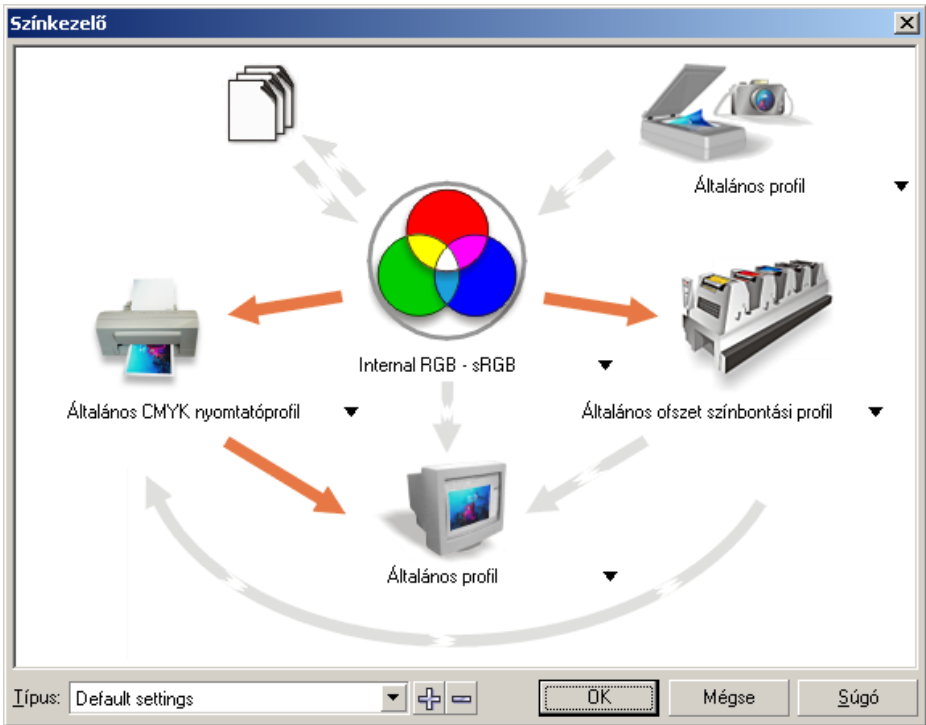 Színkezelő
Általános profil
Internal RGB - sRGB
Általános CMYK nyomtatóprofil
Általános ofszet színbontási profil
Általános profil
Típus: Default settings
OK
Mégse
Súgó